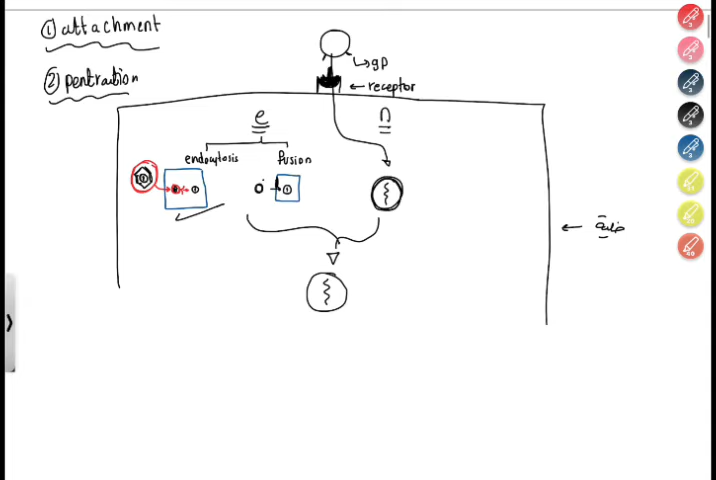 ① attachment
→ gp
② pentration
← receptor
e
n
endocytosis
fusion
← خلية